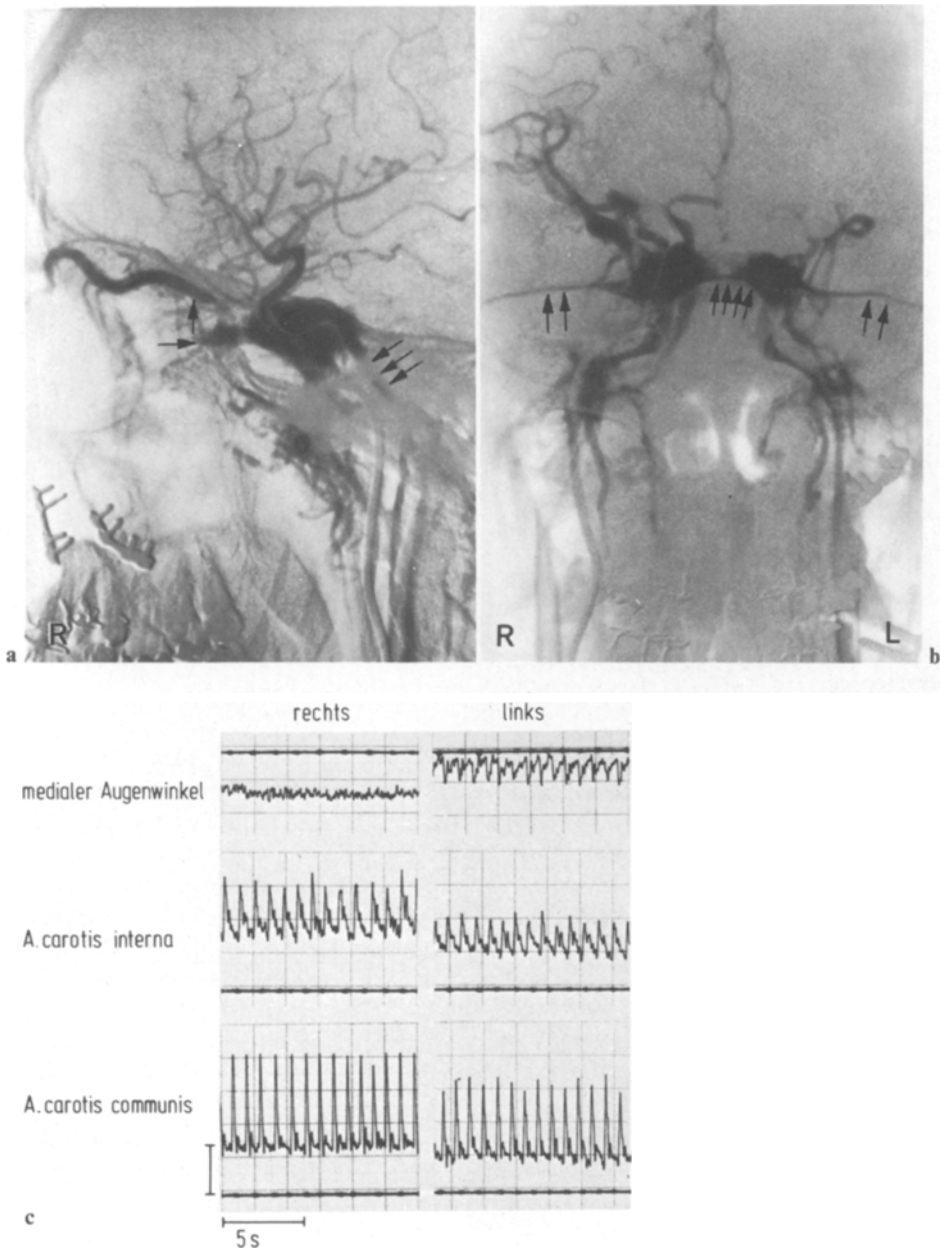 R
a
R
L
b
rechts links
medialer Augenwinkel
A. carotis interna
A. carotis communis
c
5 s